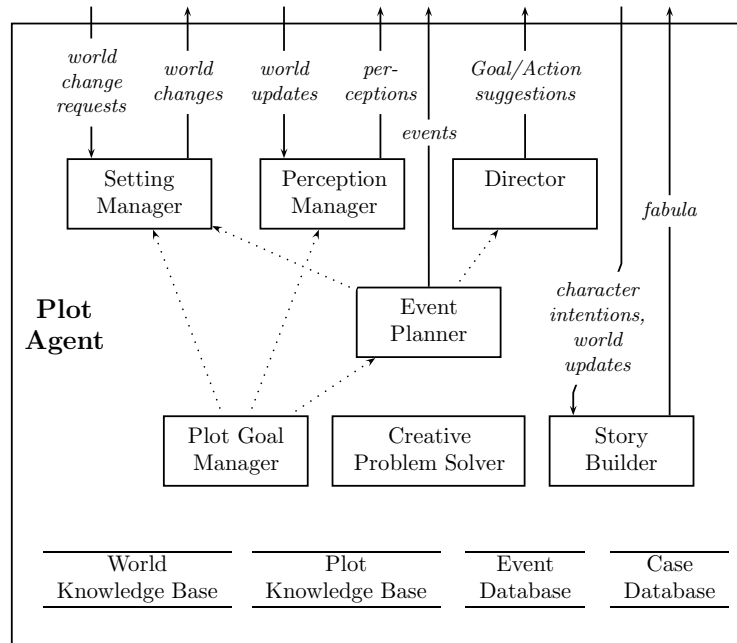 world
change
requests
world
changes
world
updates
per-
ceptions
Goal/Action
suggestions
events
Setting
Manager
Perception
Manager
Director
fabula
Plot
Agent
Event
Planner
character
intentions,
world
updates
Plot Goal
Manager
Creative
Problem Solver
Story
Builder
World
Knowledge Base
Plot
Knowledge Base
Event
Database
Case
Database